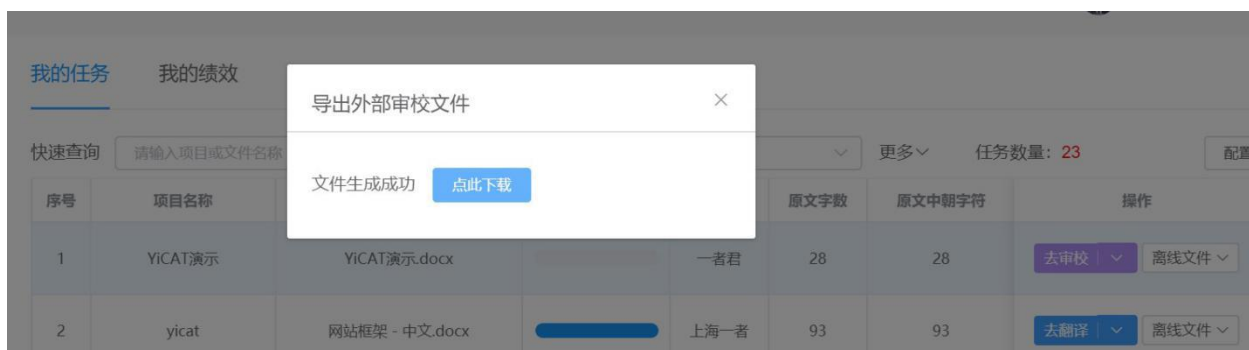 我的任务 我的绩效
导出外部审校文件
快速查询 请输入项目或文件名称 更多 任务数量：23 配置
文件生成成功 点此下载
序号 项目名称 原文字数 原文中朝字符 操作
1 YiCAT演示 YiCAT演示.docx 一者君 28 28 去审校 离线文件
2 yicat 网站框架 - 中文.docx 上海一者 93 93 去翻译 离线文件